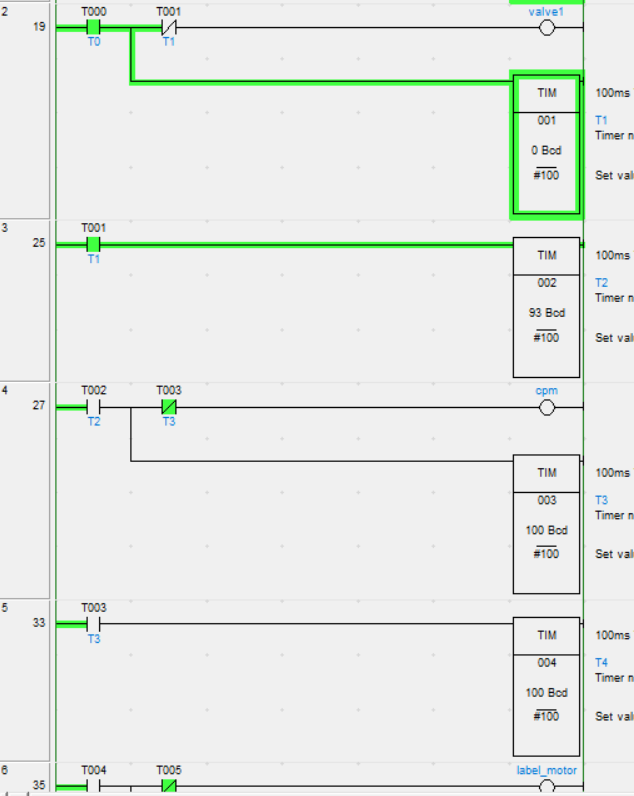 2
T000 T001 valve1
19
T0 T1
TIM 100ms
001 T1
Timer n
0 Bcd
#100 Set val
3
T001
25
T1
TIM 100ms
002 T2
Timer n
93 Bcd
#100 Set val
4
T002 T003 cpm
27
T2 T3
TIM 100ms
003 T3
Timer n
100 Bcd
#100 Set val
5
T003
33
T3
TIM 100ms
004 T4
Timer n
100 Bcd
#100 Set val
6
T004 T005 label_motor
35